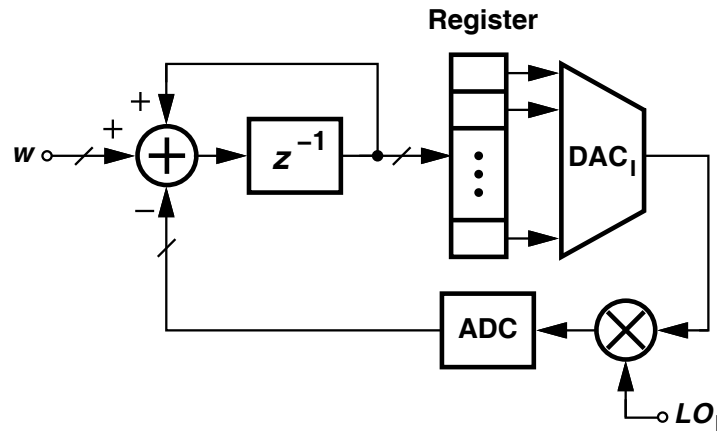 Register
+
+
w
+
z⁻¹
DAC_I
−
ADC
LO_I